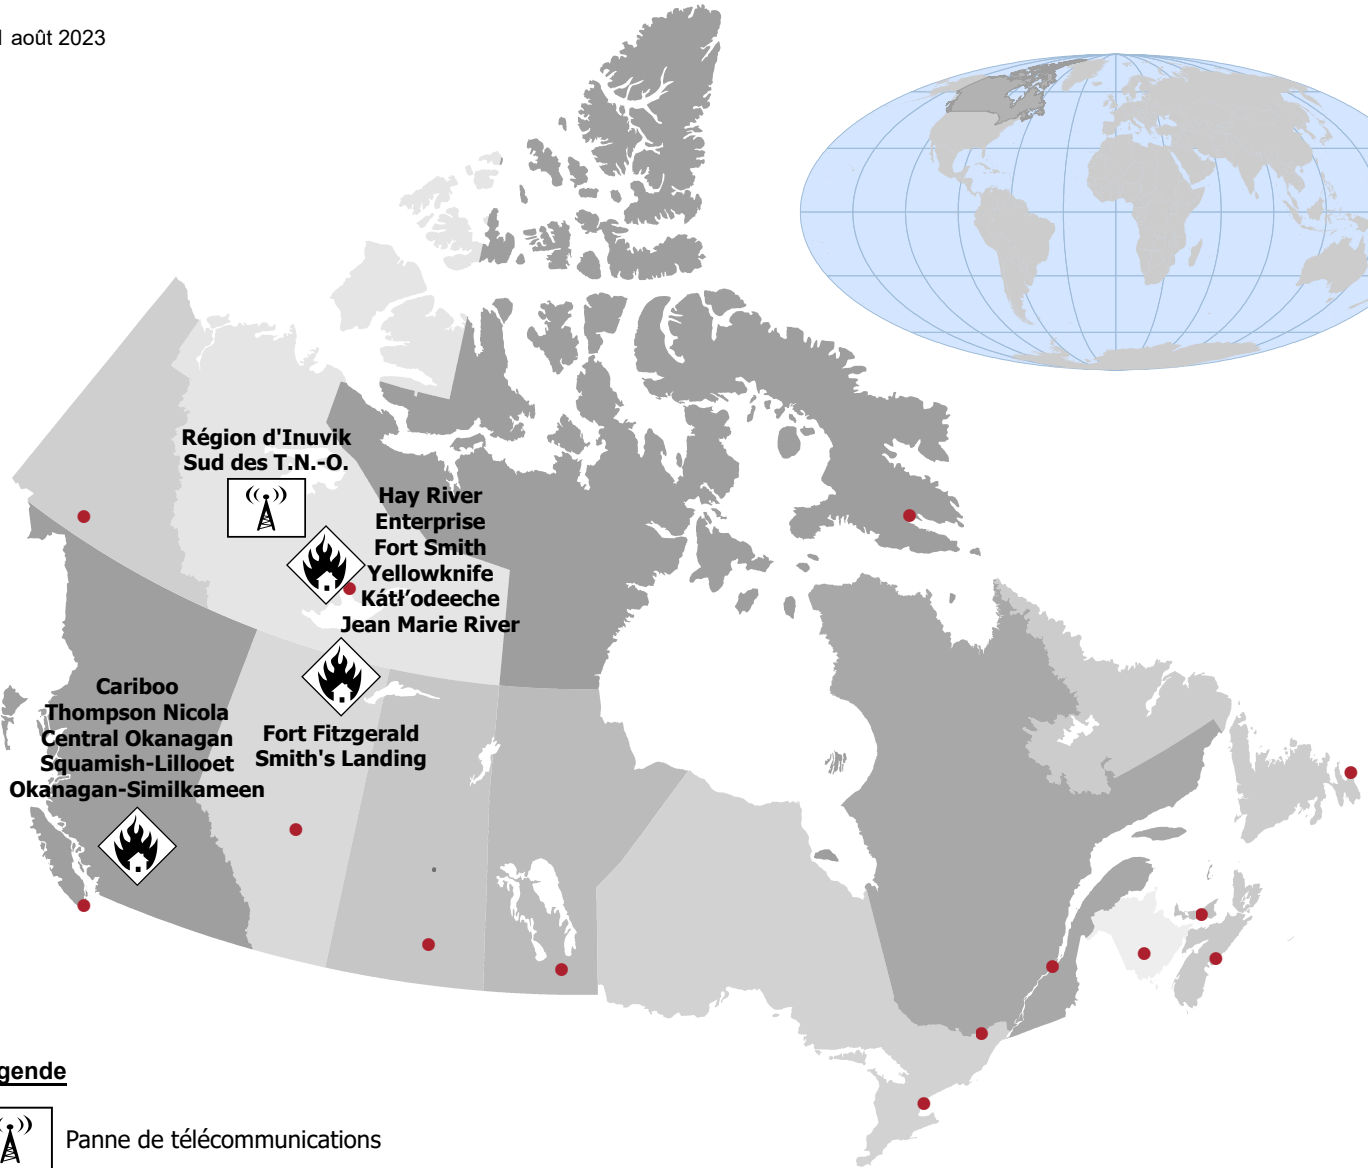 août 2023
Région d'Inuvik
Sud des T.N.-O.
Hay River
Enterprise
Fort Smith
Yellowknife
Kátł’odeeche
Jean Marie River
Cariboo
Thompson Nicola
Central Okanagan
Squamish-Lillooet
Okanagan-Similkameen
Fort Fitzgerald
Smith's Landing
gende
Panne de télécommunications